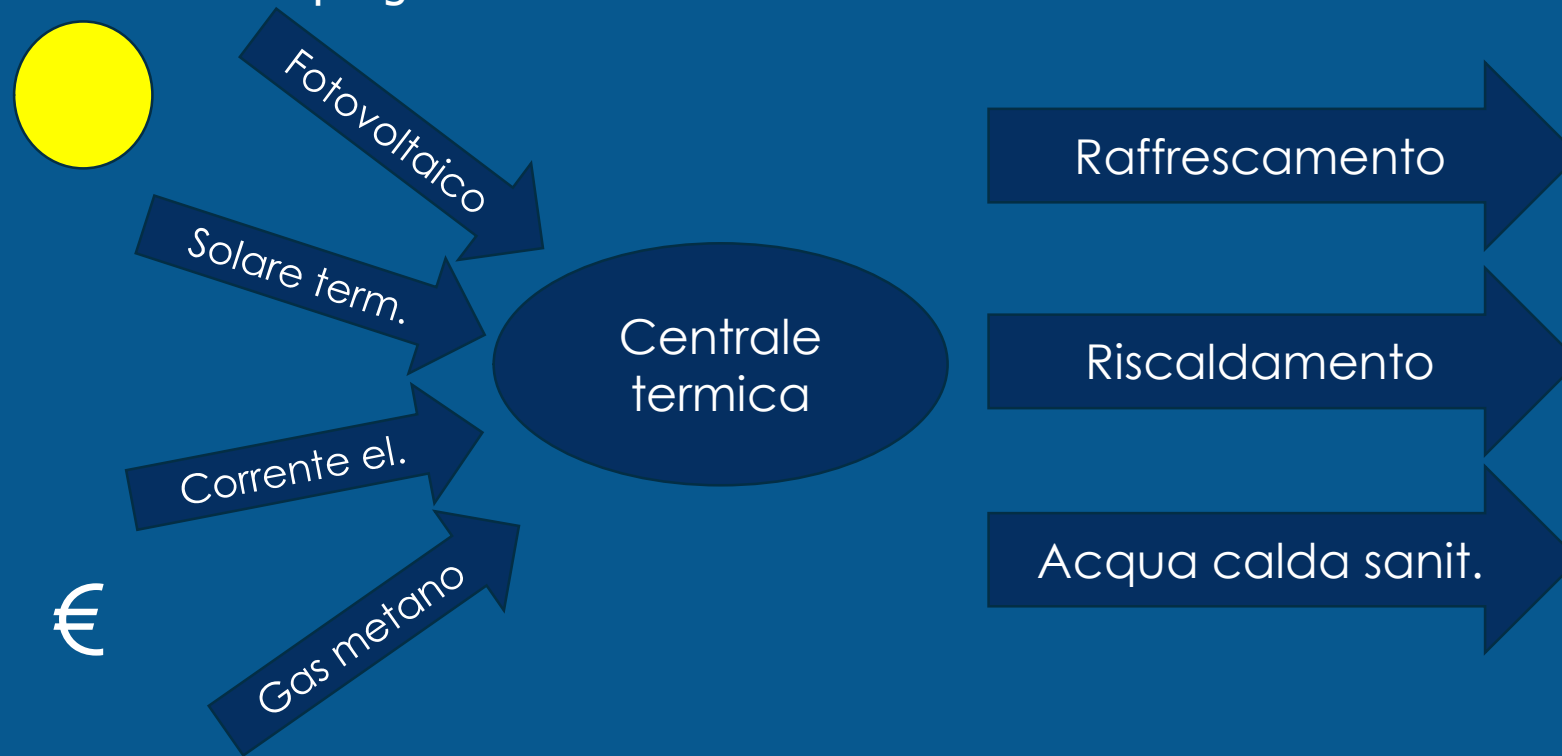 Fotovoltaico
Solare term.
Corrente el.
Gas metano
€
Centrale
termica
Raffrescamento
Riscaldamento
Acqua calda sanit.